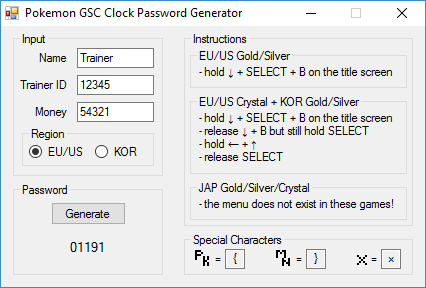 Pokemon GSC Clock Password Generator
Input
Name Trainer
Trainer ID 12345
Money 54321
Region
EU/US KOR
Password
Generate
01191
Instructions
EU/US Gold/Silver
- hold ↓ + SELECT + B on the title screen
EU/US Crystal + KOR Gold/Silver
- hold ↓ + SELECT + B on the title screen
- release ↓ + B but still hold SELECT
- hold ← + ↑
- release SELECT
JAP Gold/Silver/Crystal
- the menu does not exist in these games!
Special Characters
PK = { MN = } × = ×